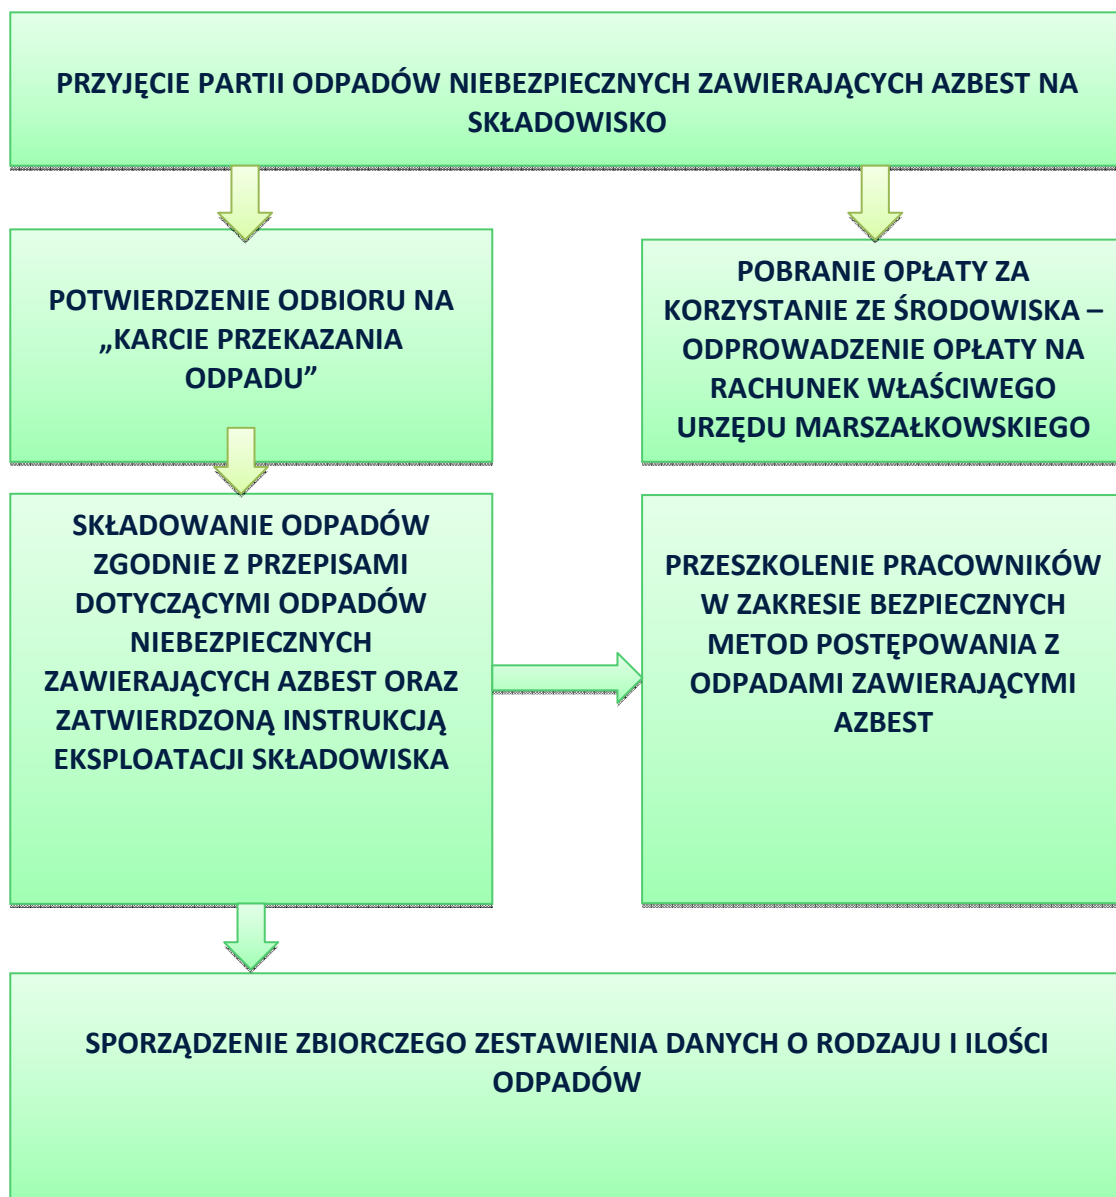 PRZYJĘCIE PARTII ODPADÓW NIEBEZPIECZNYCH ZAWIERAJĄCYCH AZBEST NA
SKŁADOWISKO
POTWIERDZENIE ODBIORU NA
„KARCIE PRZEKAZANIA
ODPADU”
POBRANIE OPŁATY ZA
KORZYSTANIE ZE ŚRODOWISKA –
ODPROWADZENIE OPŁATY NA
RACHUNEK WŁAŚCIWEGO
URZĘDU MARSZAŁKOWSKIEGO
SKŁADOWANIE ODPADÓW
ZGODNIE Z PRZEPISAMI
DOTYCZĄCYMI ODPADÓW
NIEBEZPIECZNYCH
ZAWIERAJĄCYCH AZBEST ORAZ
ZATWIERDZONĄ INSTRUKCJĄ
EKSPLOATACJI SKŁADOWISKA
PRZESZKOLENIE PRACOWNIKÓW
W ZAKRESIE BEZPIECZNYCH
METOD POSTĘPOWANIA Z
ODPADAMI ZAWIERAJĄCYMI
AZBEST
SPORZĄDZENIE ZBIORCZEGO ZESTAWIENIA DANYCH O RODZAJU I ILOŚCI
ODPADÓW